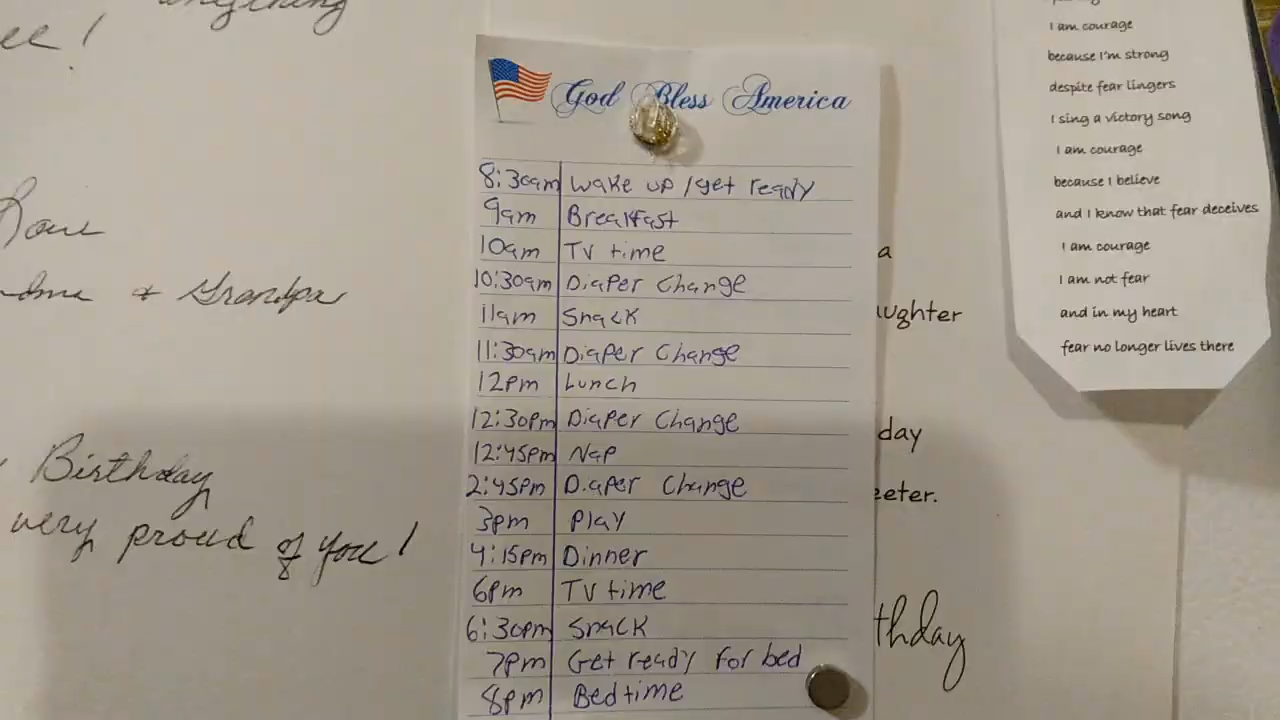 anything
ee!
Rose
& Grandpa
Birthday
very proud of you!
God Bless America
8:30am Wake up/get ready
9am Breakfast
10am TV time
10:30am Diaper Change
11am Snack
11:30am Diaper Change
12pm Lunch
12:30pm Diaper Change
12:45pm Nap
2:45pm Diaper Change
3pm Play
4:15pm Dinner
6pm TV time
6:30pm Snack
7pm Get ready for bed
8pm Bedtime
a
ughter
day
eeter.
thday
I am courage
because I'm strong
despite fear lingers
I sing a victory song
I am courage
because I believe
and I know that fear deceives
I am courage
I am not fear
and in my heart
fear no longer lives there